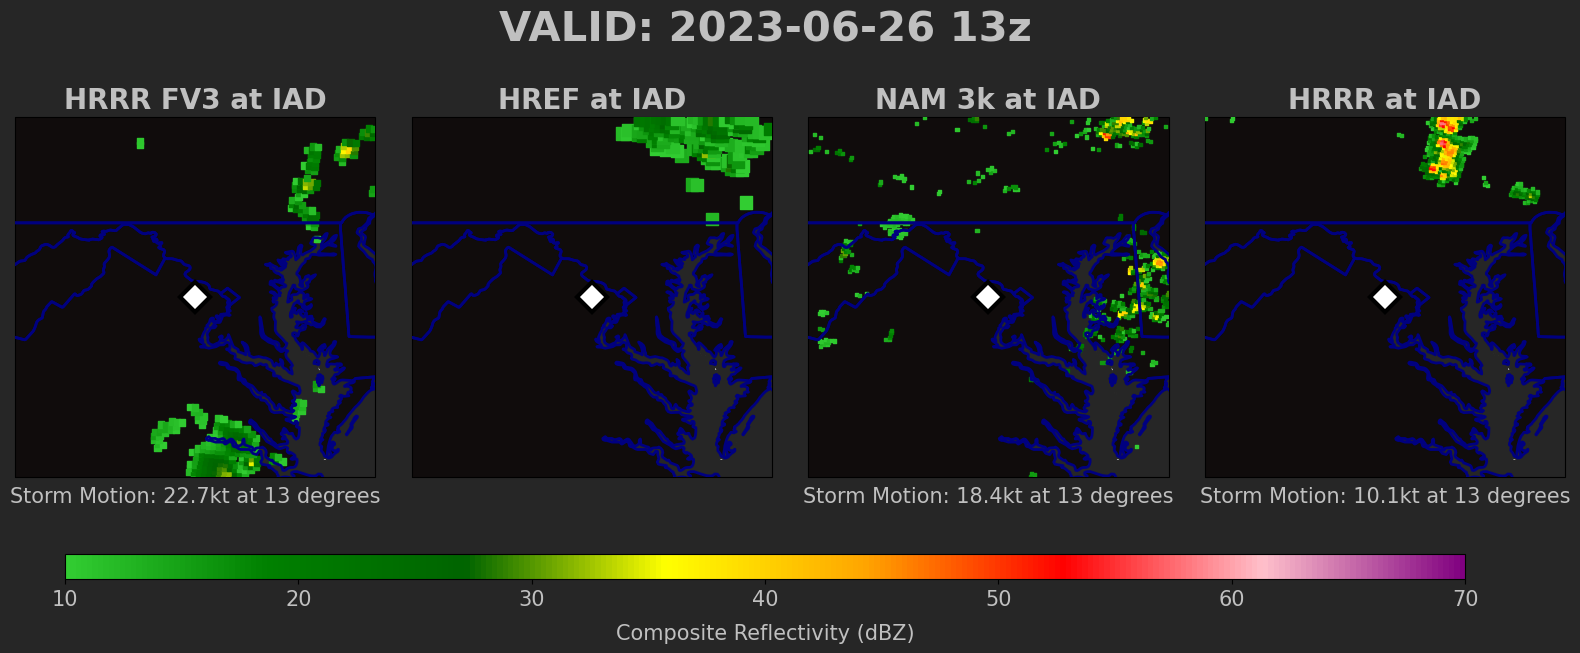 VALID: 2023-06-26 13z
HRRR FV3 at IAD
HREF at IAD
NAM 3k at IAD
HRRR at IAD
Storm Motion: 22.7kt at 13 degrees
Storm Motion: 18.4kt at 13 degrees
Storm Motion: 10.1kt at 13 degrees
10 20 30 40 50 60 70
Composite Reflectivity (dBZ)